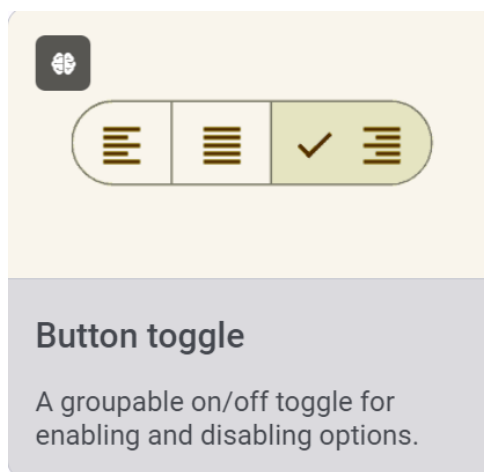 Button toggle
A groupable on/off toggle for
enabling and disabling options.